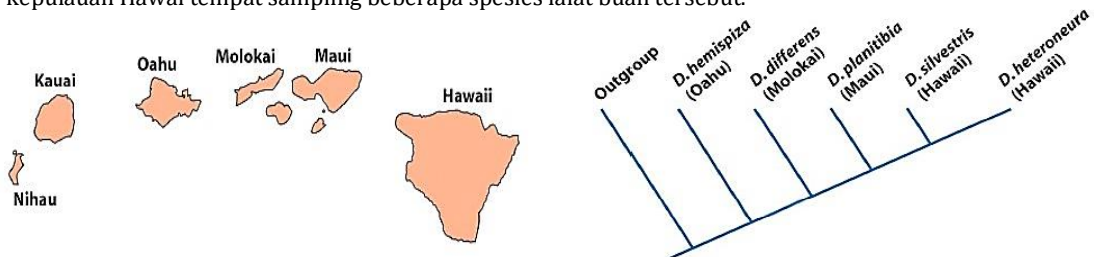 kepulauan Hawai tempat sampling beberapa spesies lalat buah tersebut.
Kauai
Oahu
Molokai
Maui
Hawaii
Nihau
Outgroup
D. hemispiza
(Oahu)
D. differens
(Molokai)
D. planitibia
(Maui)
D. silvestris
(Hawaii)
D. heteroneura
(Hawaii)